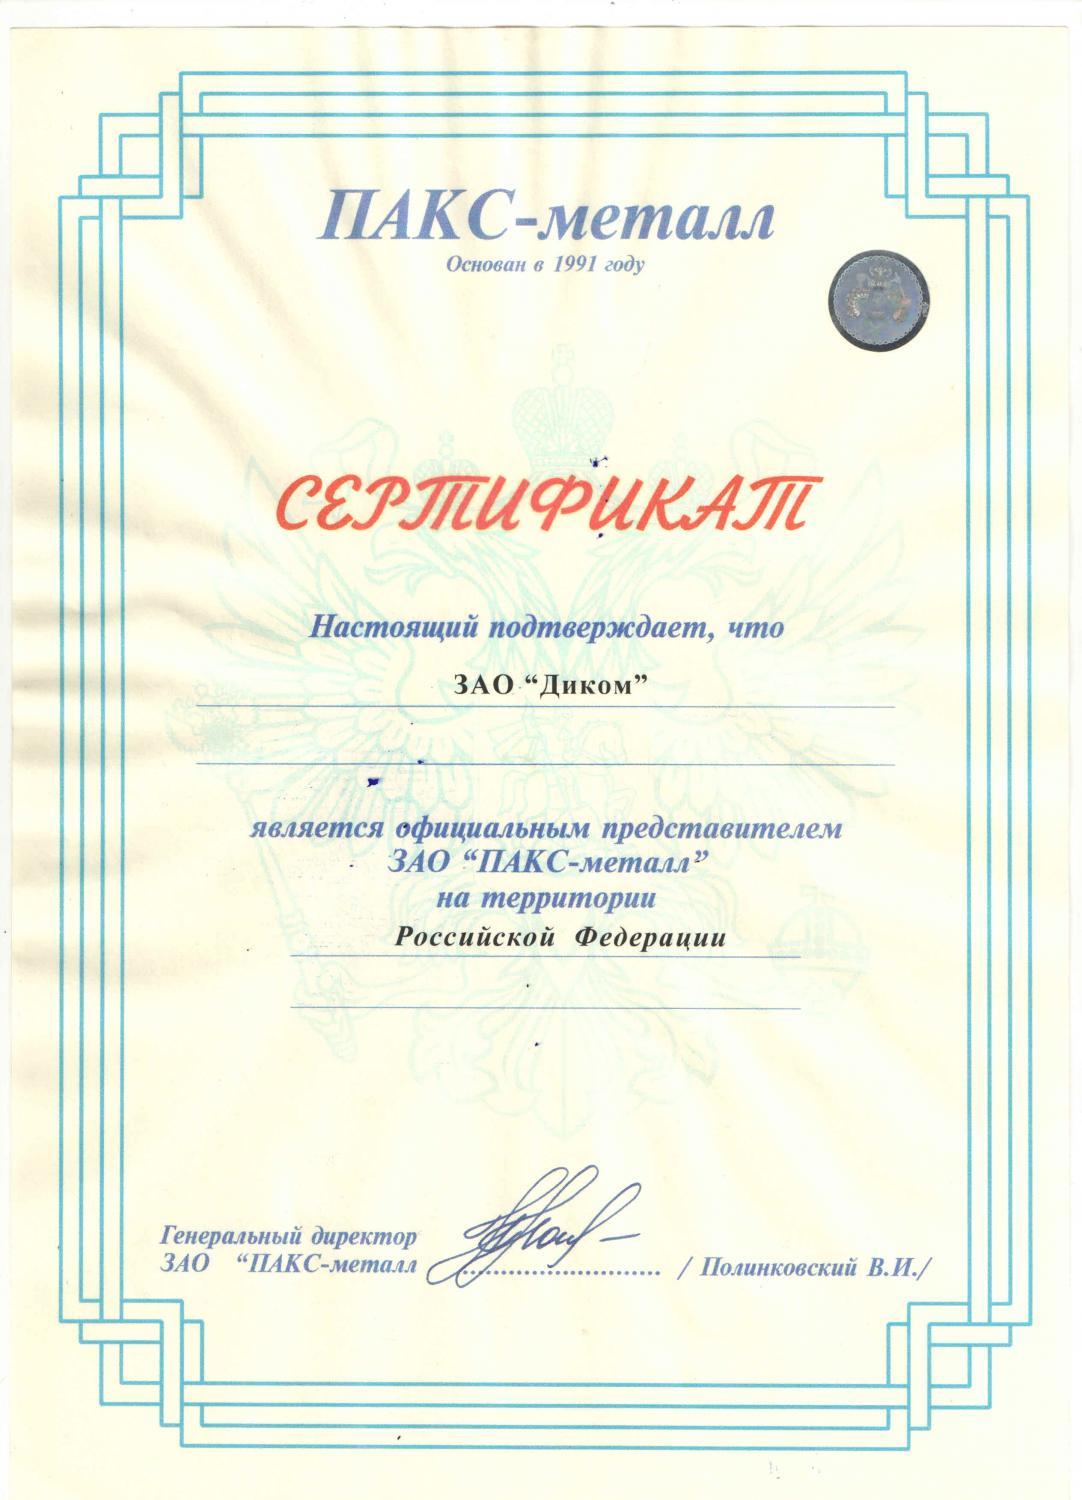 ПАКС-металл
Основан в 1991 году
СЕРТИФИКАТ
Настоящий подтверждает, что
ЗАО “Диком”
является официальным представителем
ЗАО “ПАКС-металл”
на территории
Российской Федерации
Генеральный директор
ЗАО “ПАКС-металл ........................ / Полинковский В.И./